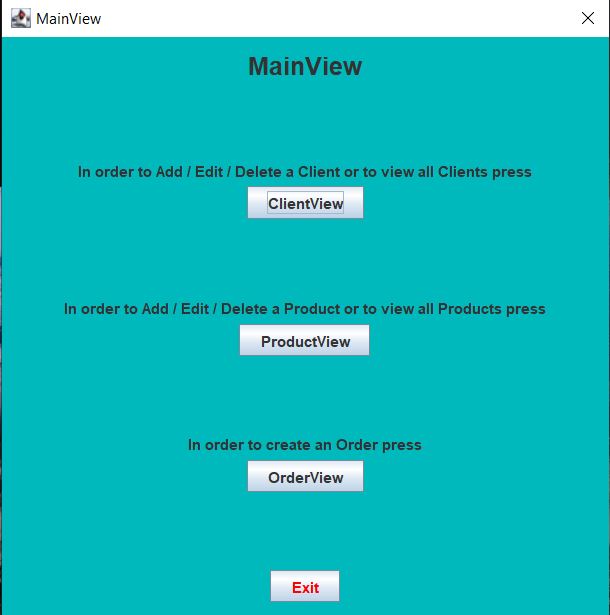 MainView
MainView
In order to Add / Edit / Delete a Client or to view all Clients press
ClientView
In order to Add / Edit / Delete a Product or to view all Products press
ProductView
In order to create an Order press
OrderView
Exit